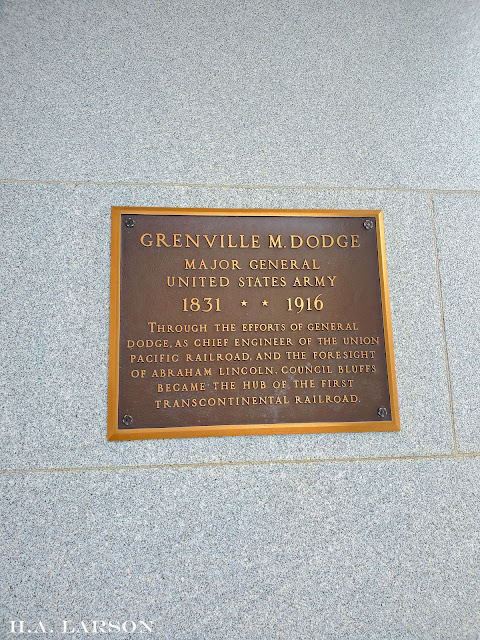 GRENVILLE M. DODGE
MAJOR GENERAL
UNITED STATES ARMY
1831 ★ ★ 1916
THROUGH THE EFFORTS OF GENERAL
DODGE, AS CHIEF ENGINEER OF THE UNION
PACIFIC RAILROAD, AND THE FORESIGHT
OF ABRAHAM LINCOLN, COUNCIL BLUFFS
BECAME THE HUB OF THE FIRST
TRANSCONTINENTAL RAILROAD.
H.A. LARSON